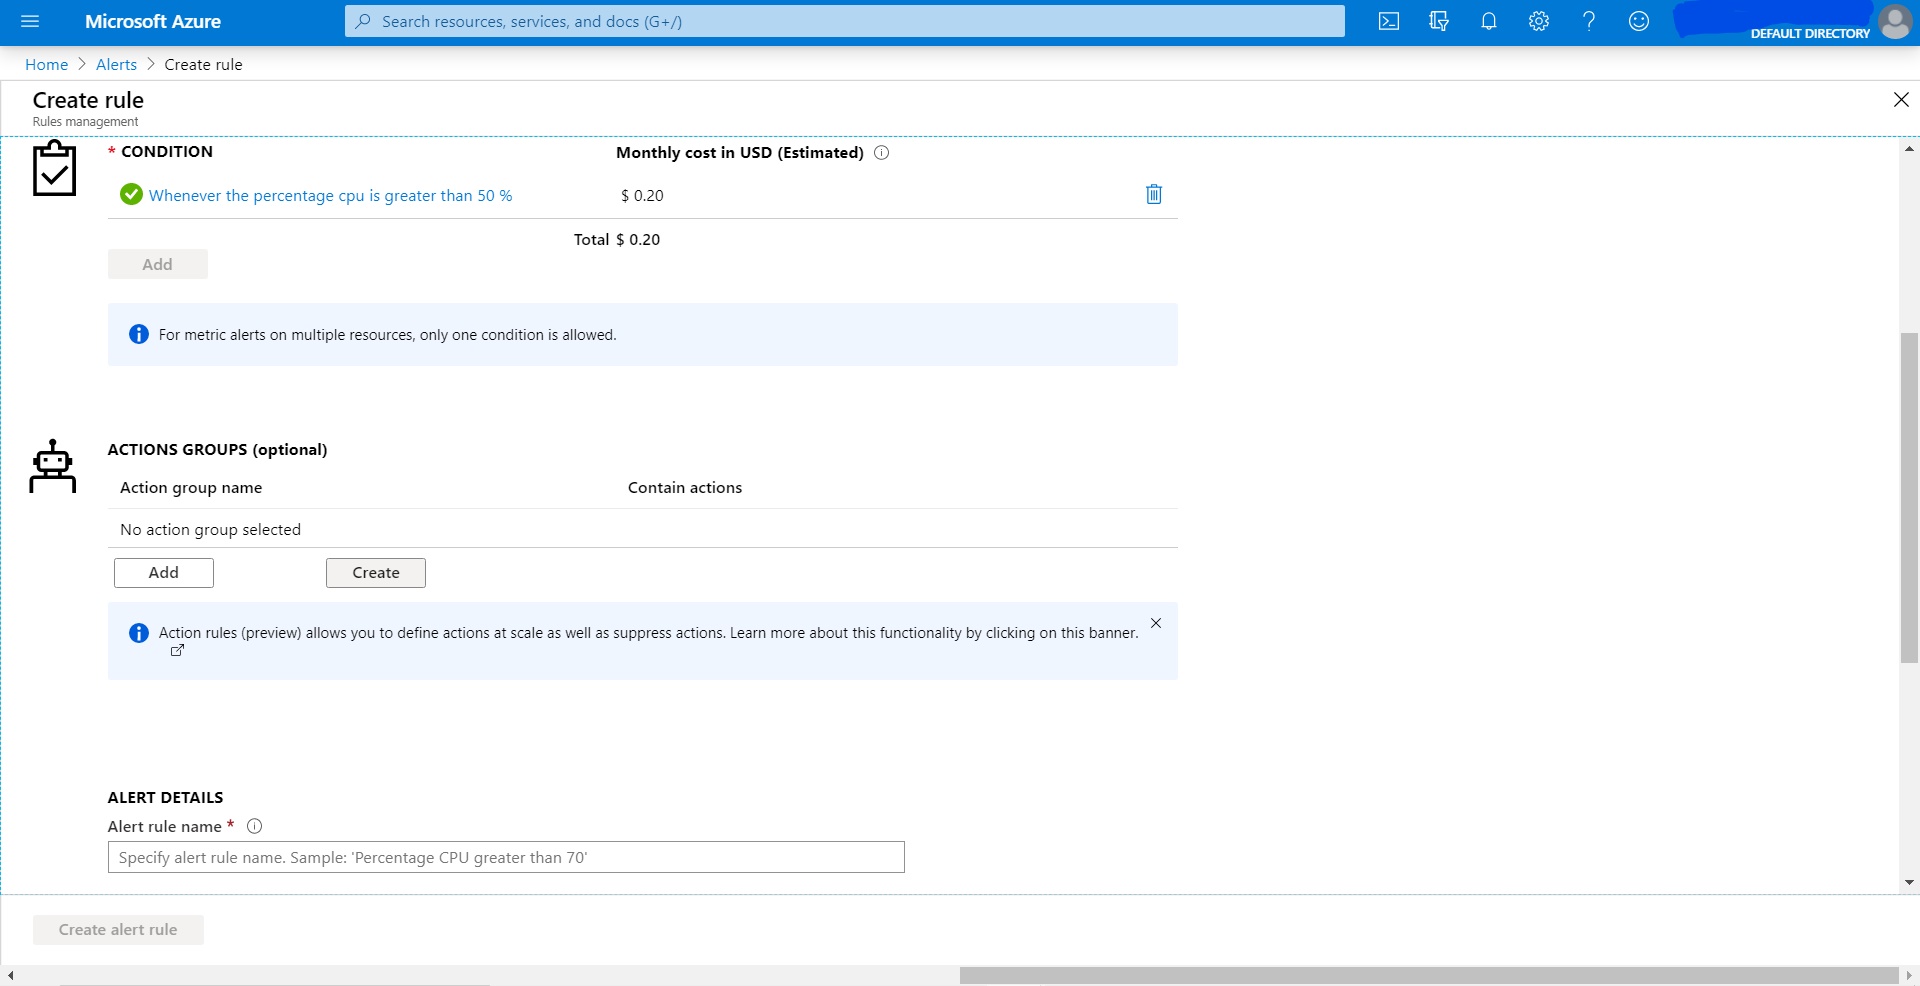 Microsoft Azure
Search resources, services, and docs (G+/)
DEFAULT DIRECTORY
Home > Alerts > Create rule
Create rule
Rules management
* CONDITION
Monthly cost in USD (Estimated)
Whenever the percentage cpu is greater than 50 %
$ 0.20
Total $ 0.20
Add
For metric alerts on multiple resources, only one condition is allowed.
ACTIONS GROUPS (optional)
Action group name
Contain actions
No action group selected
Add
Create
Action rules (preview) allows you to define actions at scale as well as suppress actions. Learn more about this functionality by clicking on this banner.
ALERT DETAILS
Alert rule name *
Specify alert rule name. Sample: 'Percentage CPU greater than 70'
Create alert rule